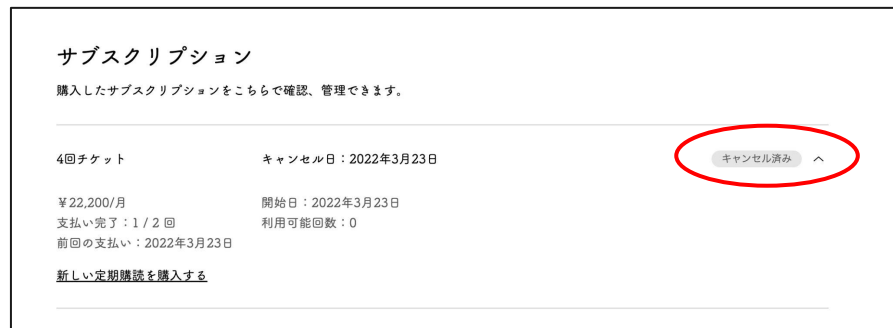 サブスクリプション
購入したサブスクリプションをこちらで確認、管理できます。
4回チケット
キャンセル日：2022年3月23日
キャンセル済み
¥22,200/月
開始日：2022年3月23日
支払い完了：1 / 2 回
利用可能回数：0
前回の支払い：2022年3月23日
新しい定期購読を購入する